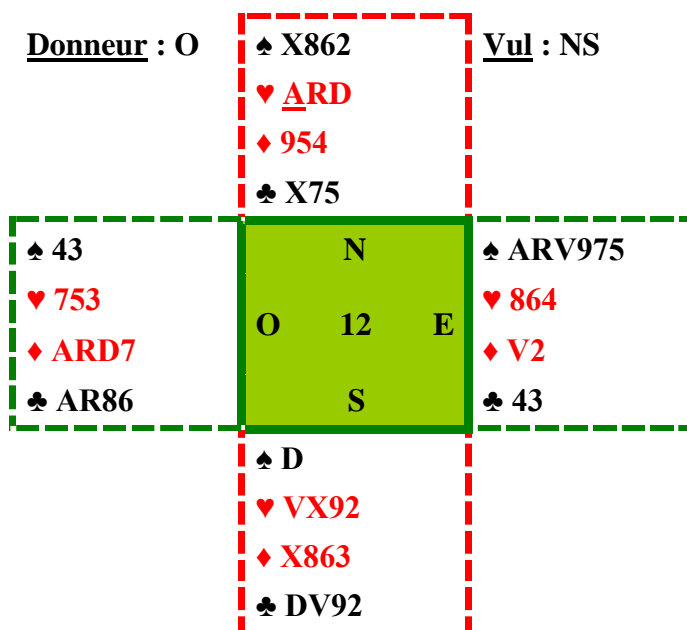 Donneur : O
♠ X862
Vul : NS
♥ ARD
♦ 954
♣ X75
♠ 43
N
♠ ARV975
♥ 753
♥ 864
O 12 E
♦ ARD7
♦ V2
♣ AR86
S
♣ 43
♠ D
♥ VX92
♦ X863
♣ DV92